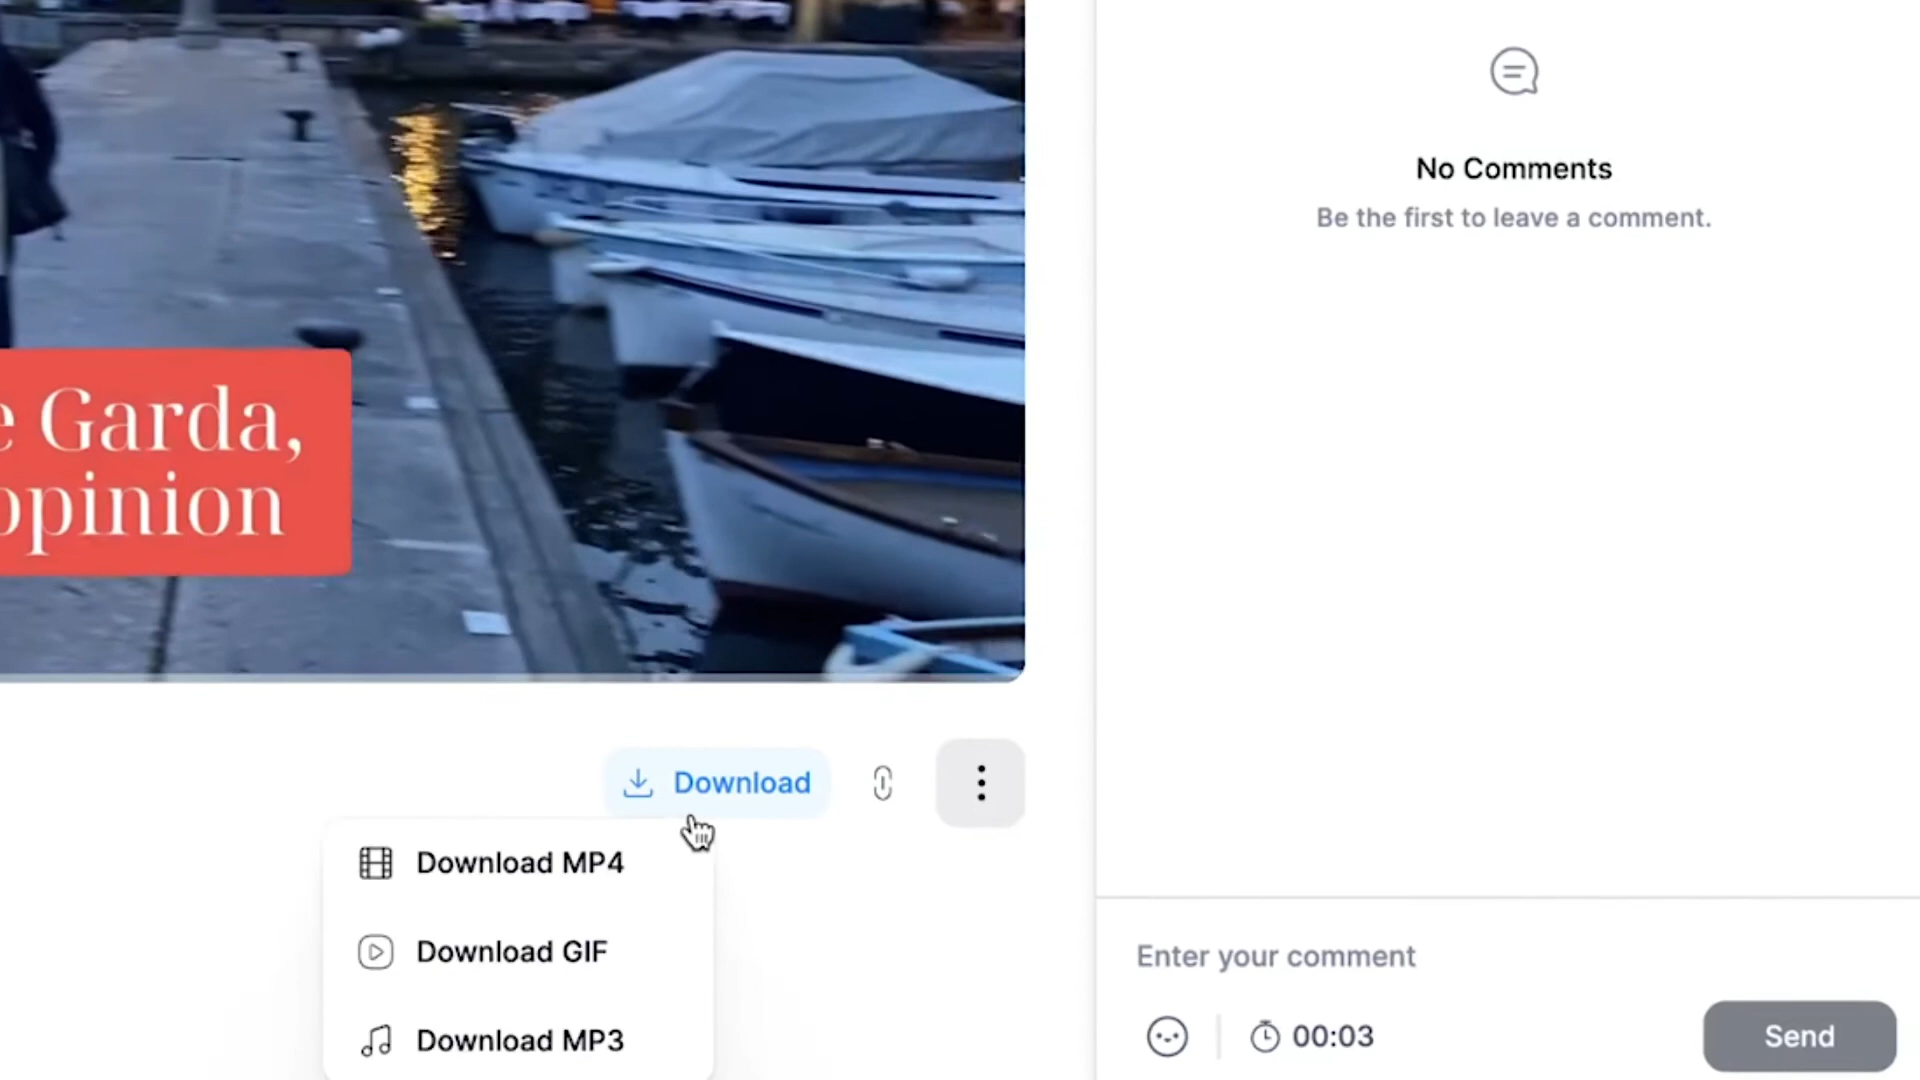 No Comments
Be the first to leave a comment.
Garda,
opinion
Download
Download MP4
Download GIF
Download MP3
Enter your comment
00:03
Send